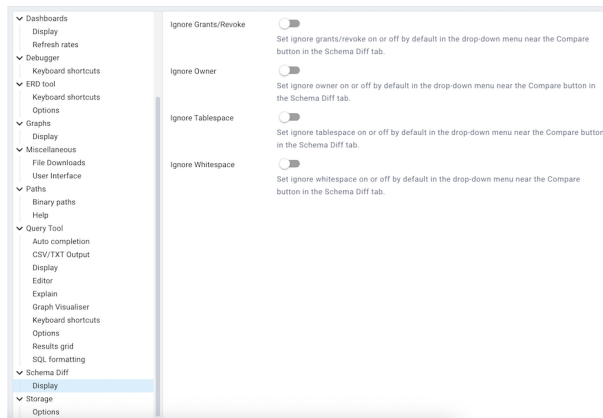 Dashboards
Display
Refresh rates
Debugger
Keyboard shortcuts
ERD tool
Keyboard shortcuts
Options
Graphs
Display
Miscellaneous
File Downloads
User Interface
Paths
Binary paths
Help
Query Tool
Auto completion
CSV/TXT Output
Display
Editor
Explain
Graph Visualiser
Keyboard shortcuts
Options
Results grid
SQL formatting
Schema Diff
Display
Storage
Options
Ignore Grants/Revoke
Set ignore grants/revoke on or off by default in the drop-down menu near the Compare
button in the Schema Diff tab.
Ignore Owner
Set ignore owner on or off by default in the drop-down menu near the Compare button in
the Schema Diff tab.
Ignore Tablespace
Set ignore tablespace on or off by default in the drop-down menu near the Compare button
in the Schema Diff tab.
Ignore Whitespace
Set ignore whitespace on or off by default in the drop-down menu near the Compare
button in the Schema Diff tab.